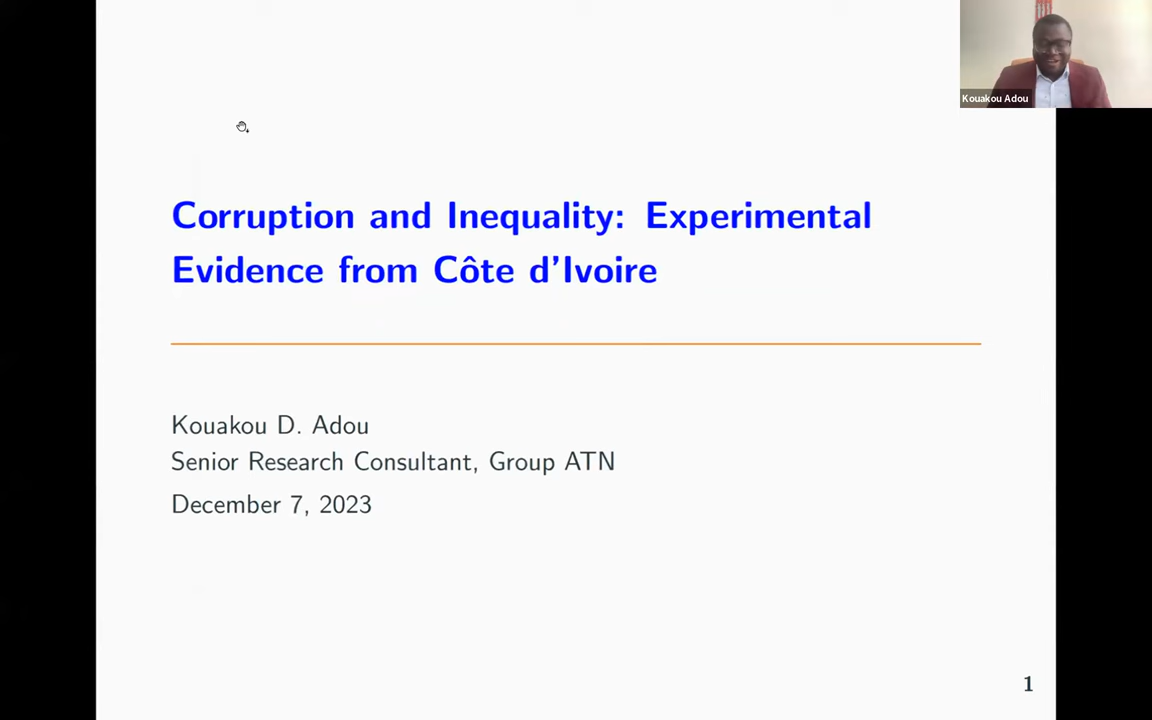 Kouakou Adou
Corruption and Inequality: Experimental
Evidence from Côte d'Ivoire
Kouakou D. Adou
Senior Research Consultant, Group ATN
December 7, 2023
1